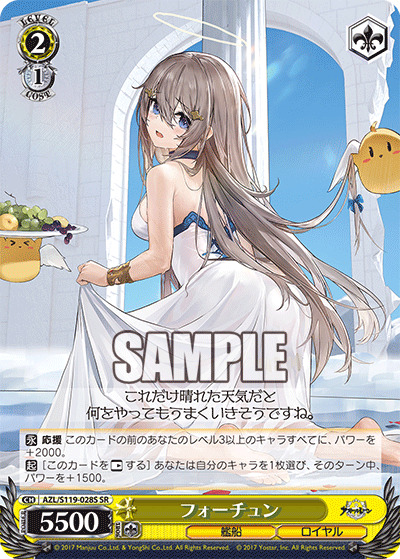 LEVEL
2
1
COST
SAMPLE
これだけ晴れた天気だと
何をやってもうまくいきそうですね。
永 応援 このカードの前のあなたのレベル3以上のキャラすべてに、パワーを
+2000。
起 [このカードを する] あなたは自分のキャラを1枚選び、そのターン中、
パワーを+1500。
CH AZL/S119-028S SR
フォーチュン
5500
艦船 ロイヤル
アズールレーン
© 2017 Manjuu Co.,Ltd. & YongShi Co.,Ltd. All Rights Reserved. © 2017 Yostar, Inc. All Rights Reserved.